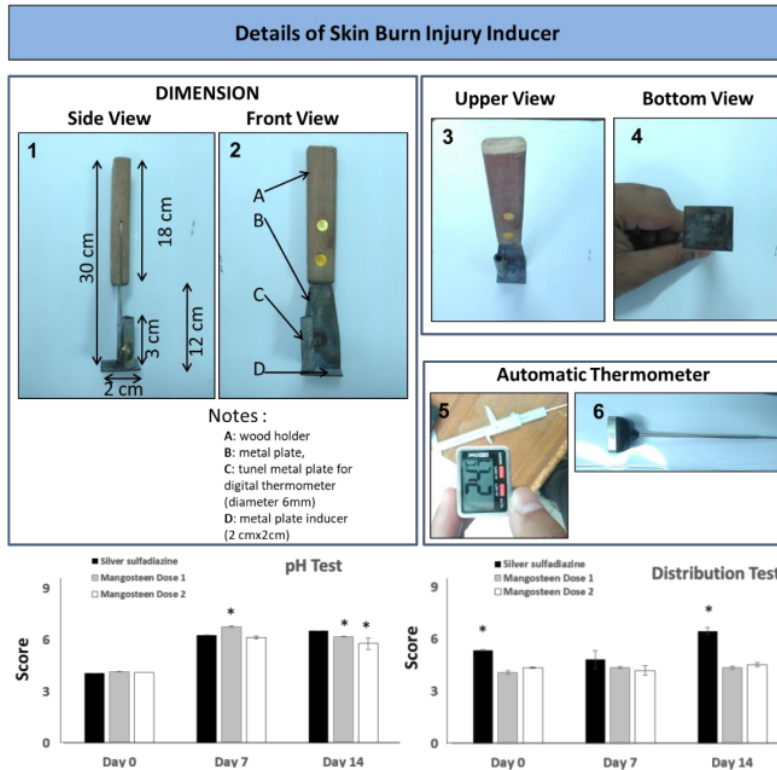 Details of Skin Burn Injury Inducer
DIMENSION
Side View
Front View
1
30 cm
18 cm
3 cm
12 cm
2 cm
2
A
B
C
D
Notes :
A: wood holder
B: metal plate,
C: tunel metal plate for
digital thermometer
(diameter 6mm)
D: metal plate inducer
(2 cmx2cm)
Upper View
Bottom View
3
4
Automatic Thermometer
5
6
pH Test
Silver sulfadiazine
Mangosteen Dose 1
Mangosteen Dose 2
Score
9
6
3
0
*
* *
Day 0
Day 7
Day 14
Distribution Test
Silver sulfadiazine
Mangosteen Dose 1
Mangosteen Dose 2
Score
9
6
3
0
*
*
Day 0
Day 7
Day 14